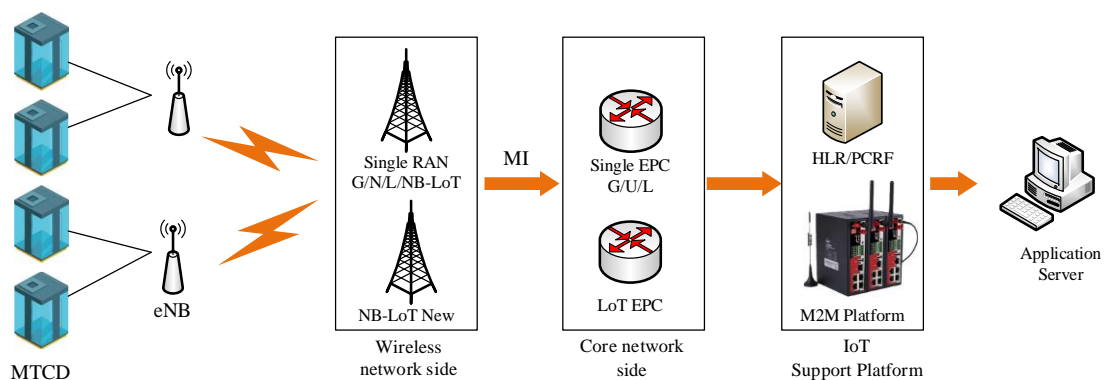 MTCD
eNB
Single RAN
G/N/L/NB-LoT
NB-LoT New
Wireless
network side
MI
Single EPC
G/U/L
LoT EPC
Core network
side
HLR/PCRF
M2M Platform
IoT
Support Platform
Application
Server